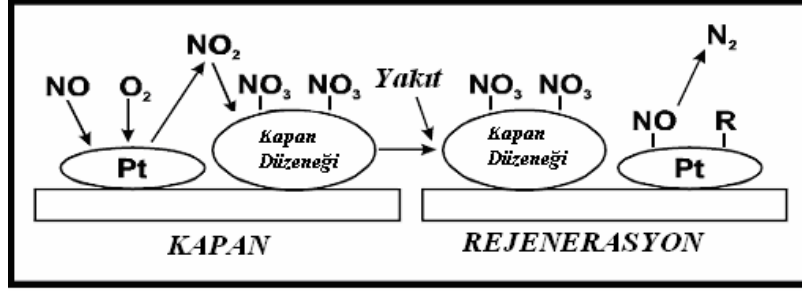 NO O₂ NO₂ NO₃ NO₃ Yakıt NO₃ NO₃ N₂
NO R
Pt Kapan Düzeneği Kapan Düzeneği Pt
KAPAN REJENERASYON